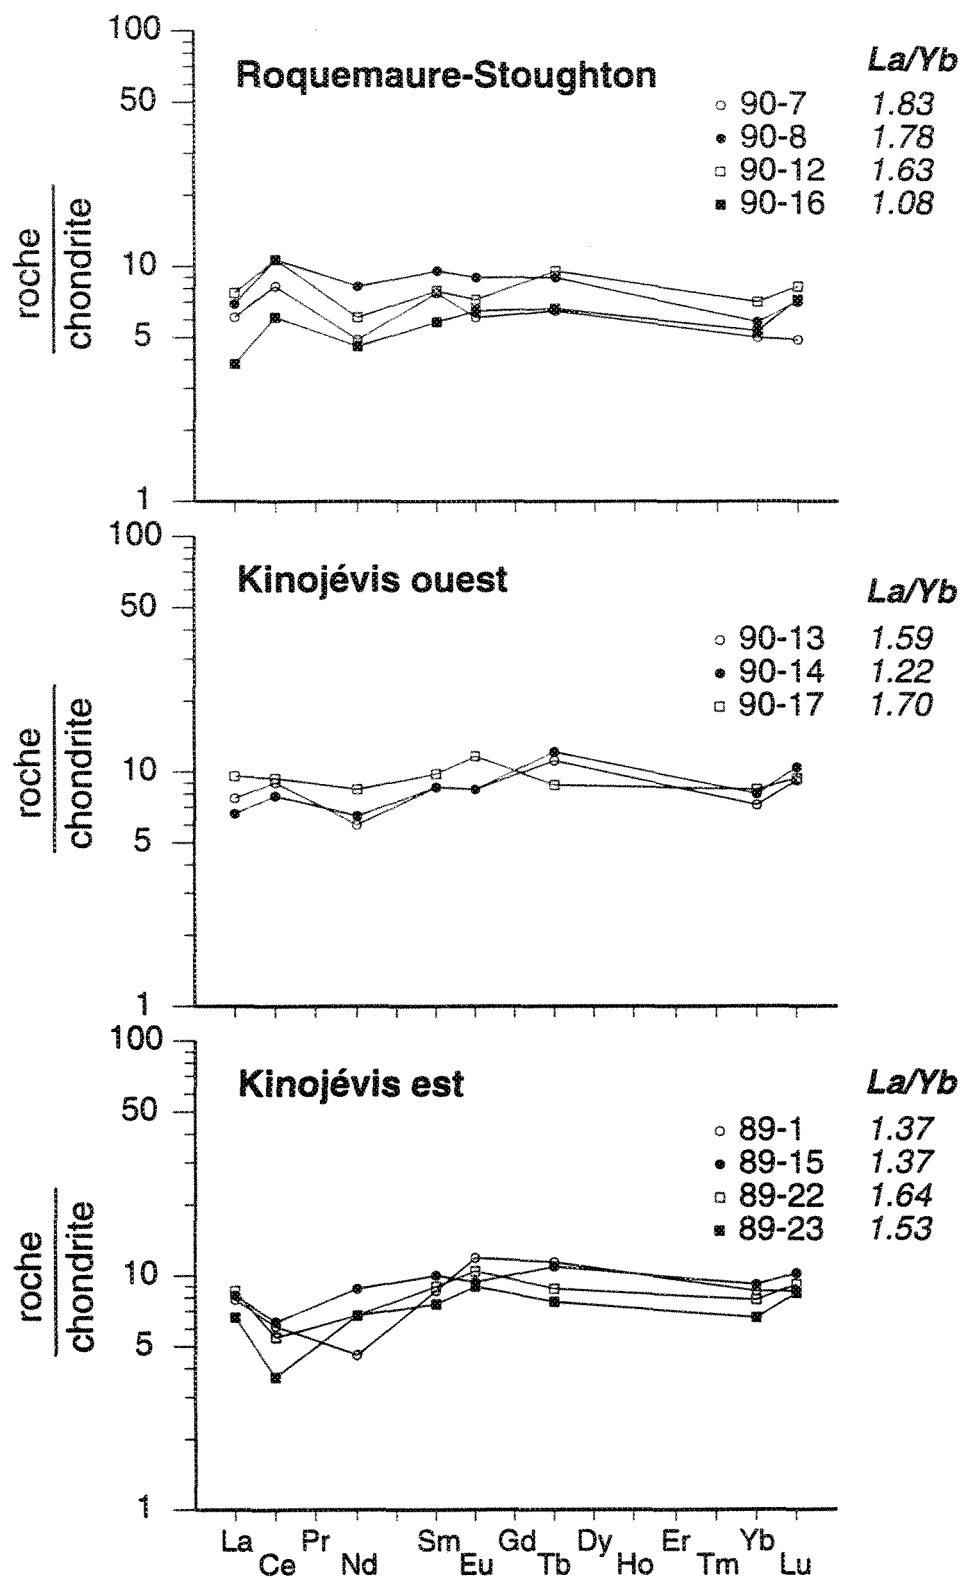 Roquemaure-Stoughton
La/Yb
90-7 1.83
90-8 1.78
90-12 1.63
90-16 1.08
100
50
10
5
1
roche
chondrite
Kinojévis ouest
La/Yb
90-13 1.59
90-14 1.22
90-17 1.70
100
50
10
5
1
roche
chondrite
Kinojévis est
La/Yb
89-1 1.37
89-15 1.37
89-22 1.64
89-23 1.53
100
50
10
5
1
roche
chondrite
La Ce Pr Nd Sm Eu Gd Tb Dy Ho Er Tm Yb Lu